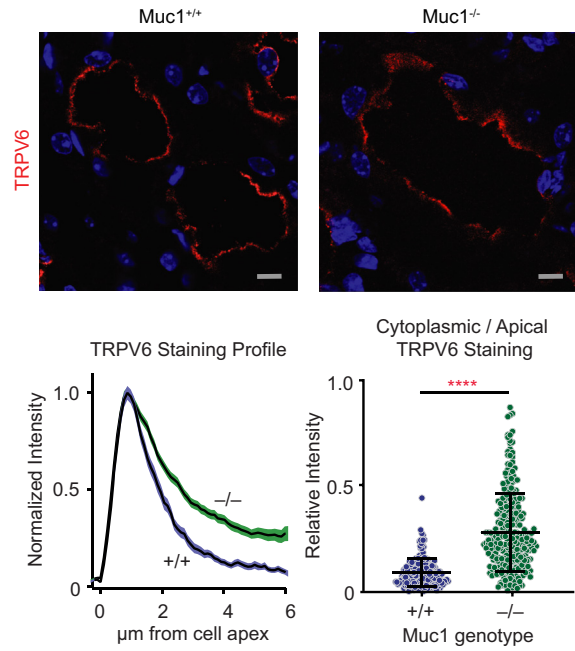 Muc1+/+ Muc1-/-
TRPV6
TRPV6 Staining Profile
Normalized Intensity
1.0
0.5
0
–/–
+/+
0 2 4 6
µm from cell apex
Cytoplasmic / Apical
TRPV6 Staining
Relative Intensity
1.0
0.5
0
****
+/+ –/–
Muc1 genotype